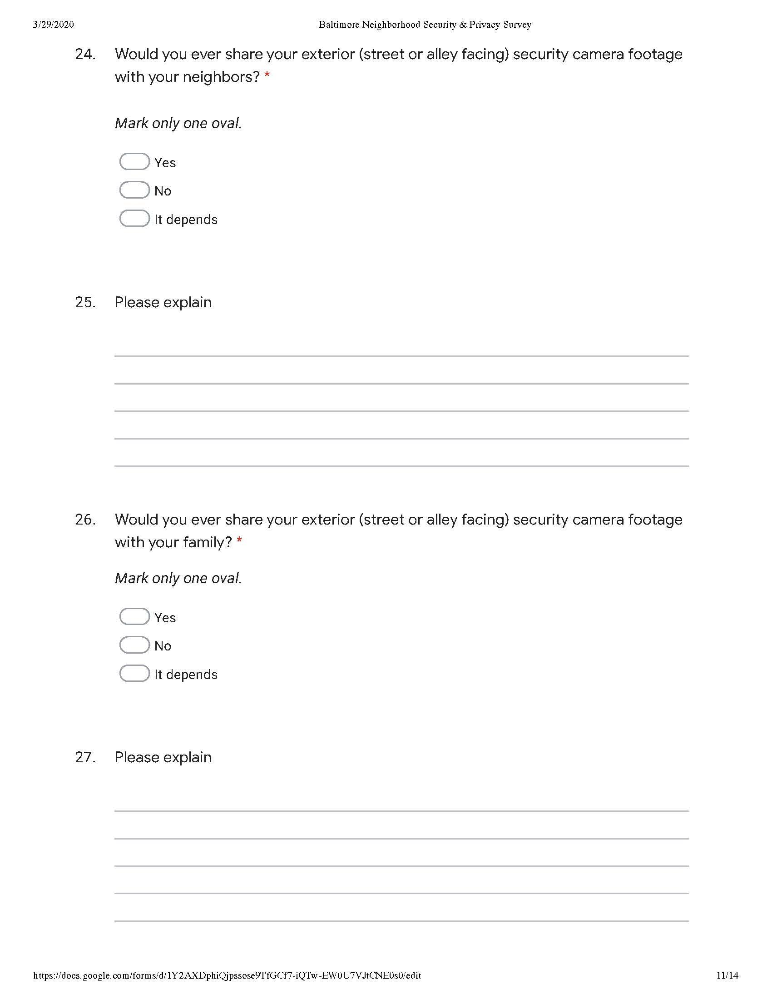 3/29/2020 Baltimore Neighborhood Security & Privacy Survey
24. Would you ever share your exterior (street or alley facing) security camera footage
with your neighbors? *
Mark only one oval.
Yes
No
It depends
25. Please explain
26. Would you ever share your exterior (street or alley facing) security camera footage
with your family? *
Mark only one oval.
Yes
No
It depends
27. Please explain
https://docs.google.com/forms/d/1Y2AXDphiQjpssose9TfGCf7-iQTw-EW0U7VJtCNE0s0/edit 11/14